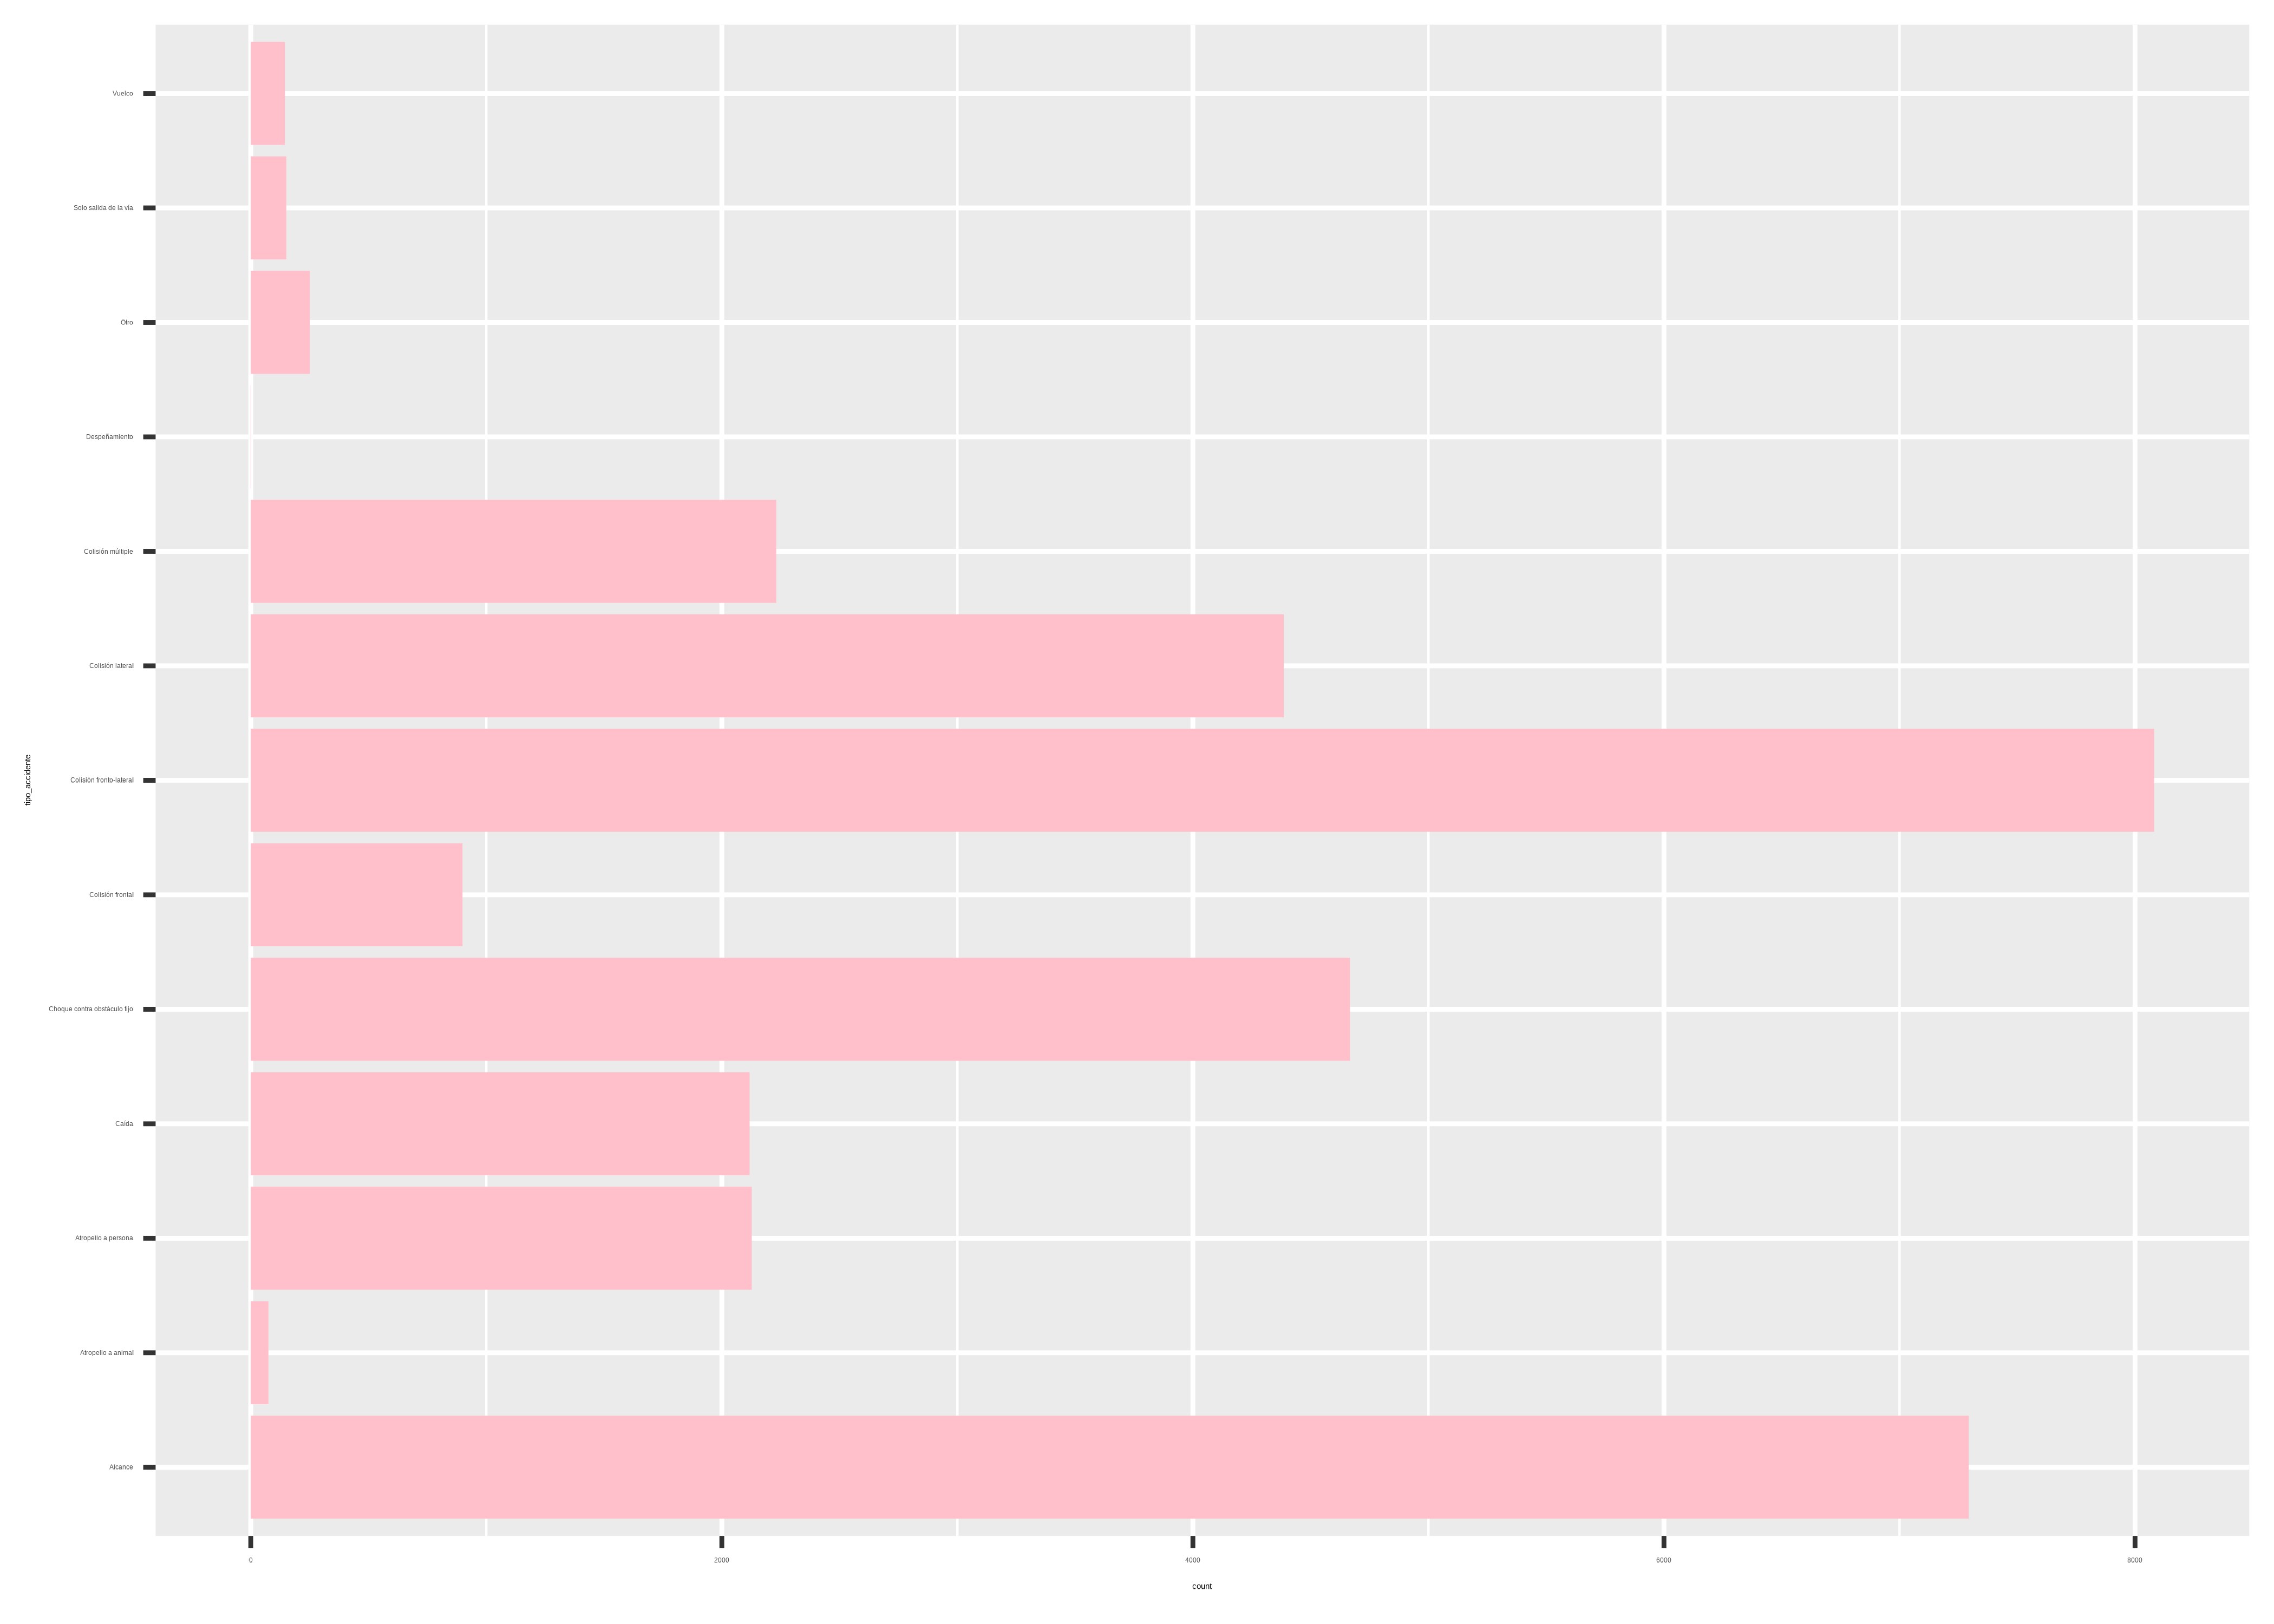 Vuelco
Solo salida de la vía
Otro
Despeñamiento
Colisión múltiple
Colisión lateral
Colisión fronto-lateral
Colisión frontal
Choque contra obstáculo fijo
Caída
Atropello a persona
Atropello a animal
Alcance
tipo_accidente
0 2000 4000 6000 8000
count